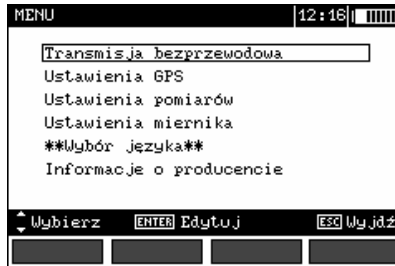 MENU 12:16
Transmisja bezprzewodowa
Ustawienia GPS
Ustawienia pomiarów
Ustawienia miernika
**Wybór języka**
Informacje o producencie
Wybierz ENTER Edytuj ESC Wyjdź